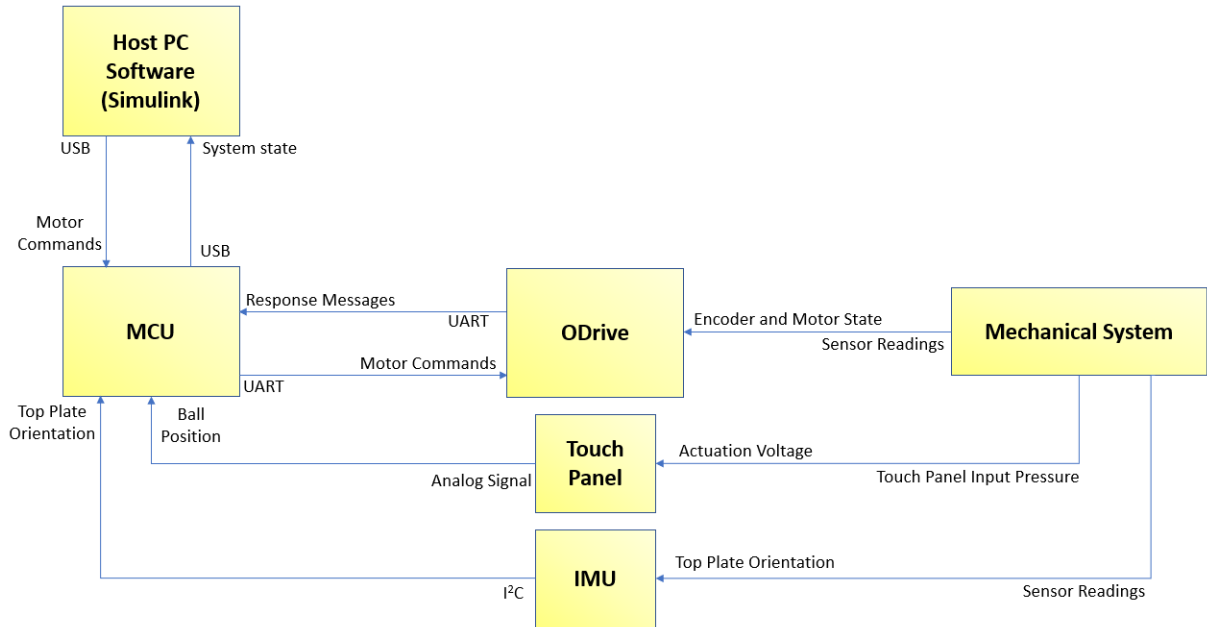 Host PC
Software
(Simulink)
USB
System state
Motor
Commands
USB
MCU
Response Messages
UART
Motor Commands
UART
ODrive
Encoder and Motor State
Sensor Readings
Mechanical System
Top Plate
Orientation
Ball
Position
Analog Signal
Touch
Panel
Actuation Voltage
Touch Panel Input Pressure
I²C
IMU
Top Plate Orientation
Sensor Readings